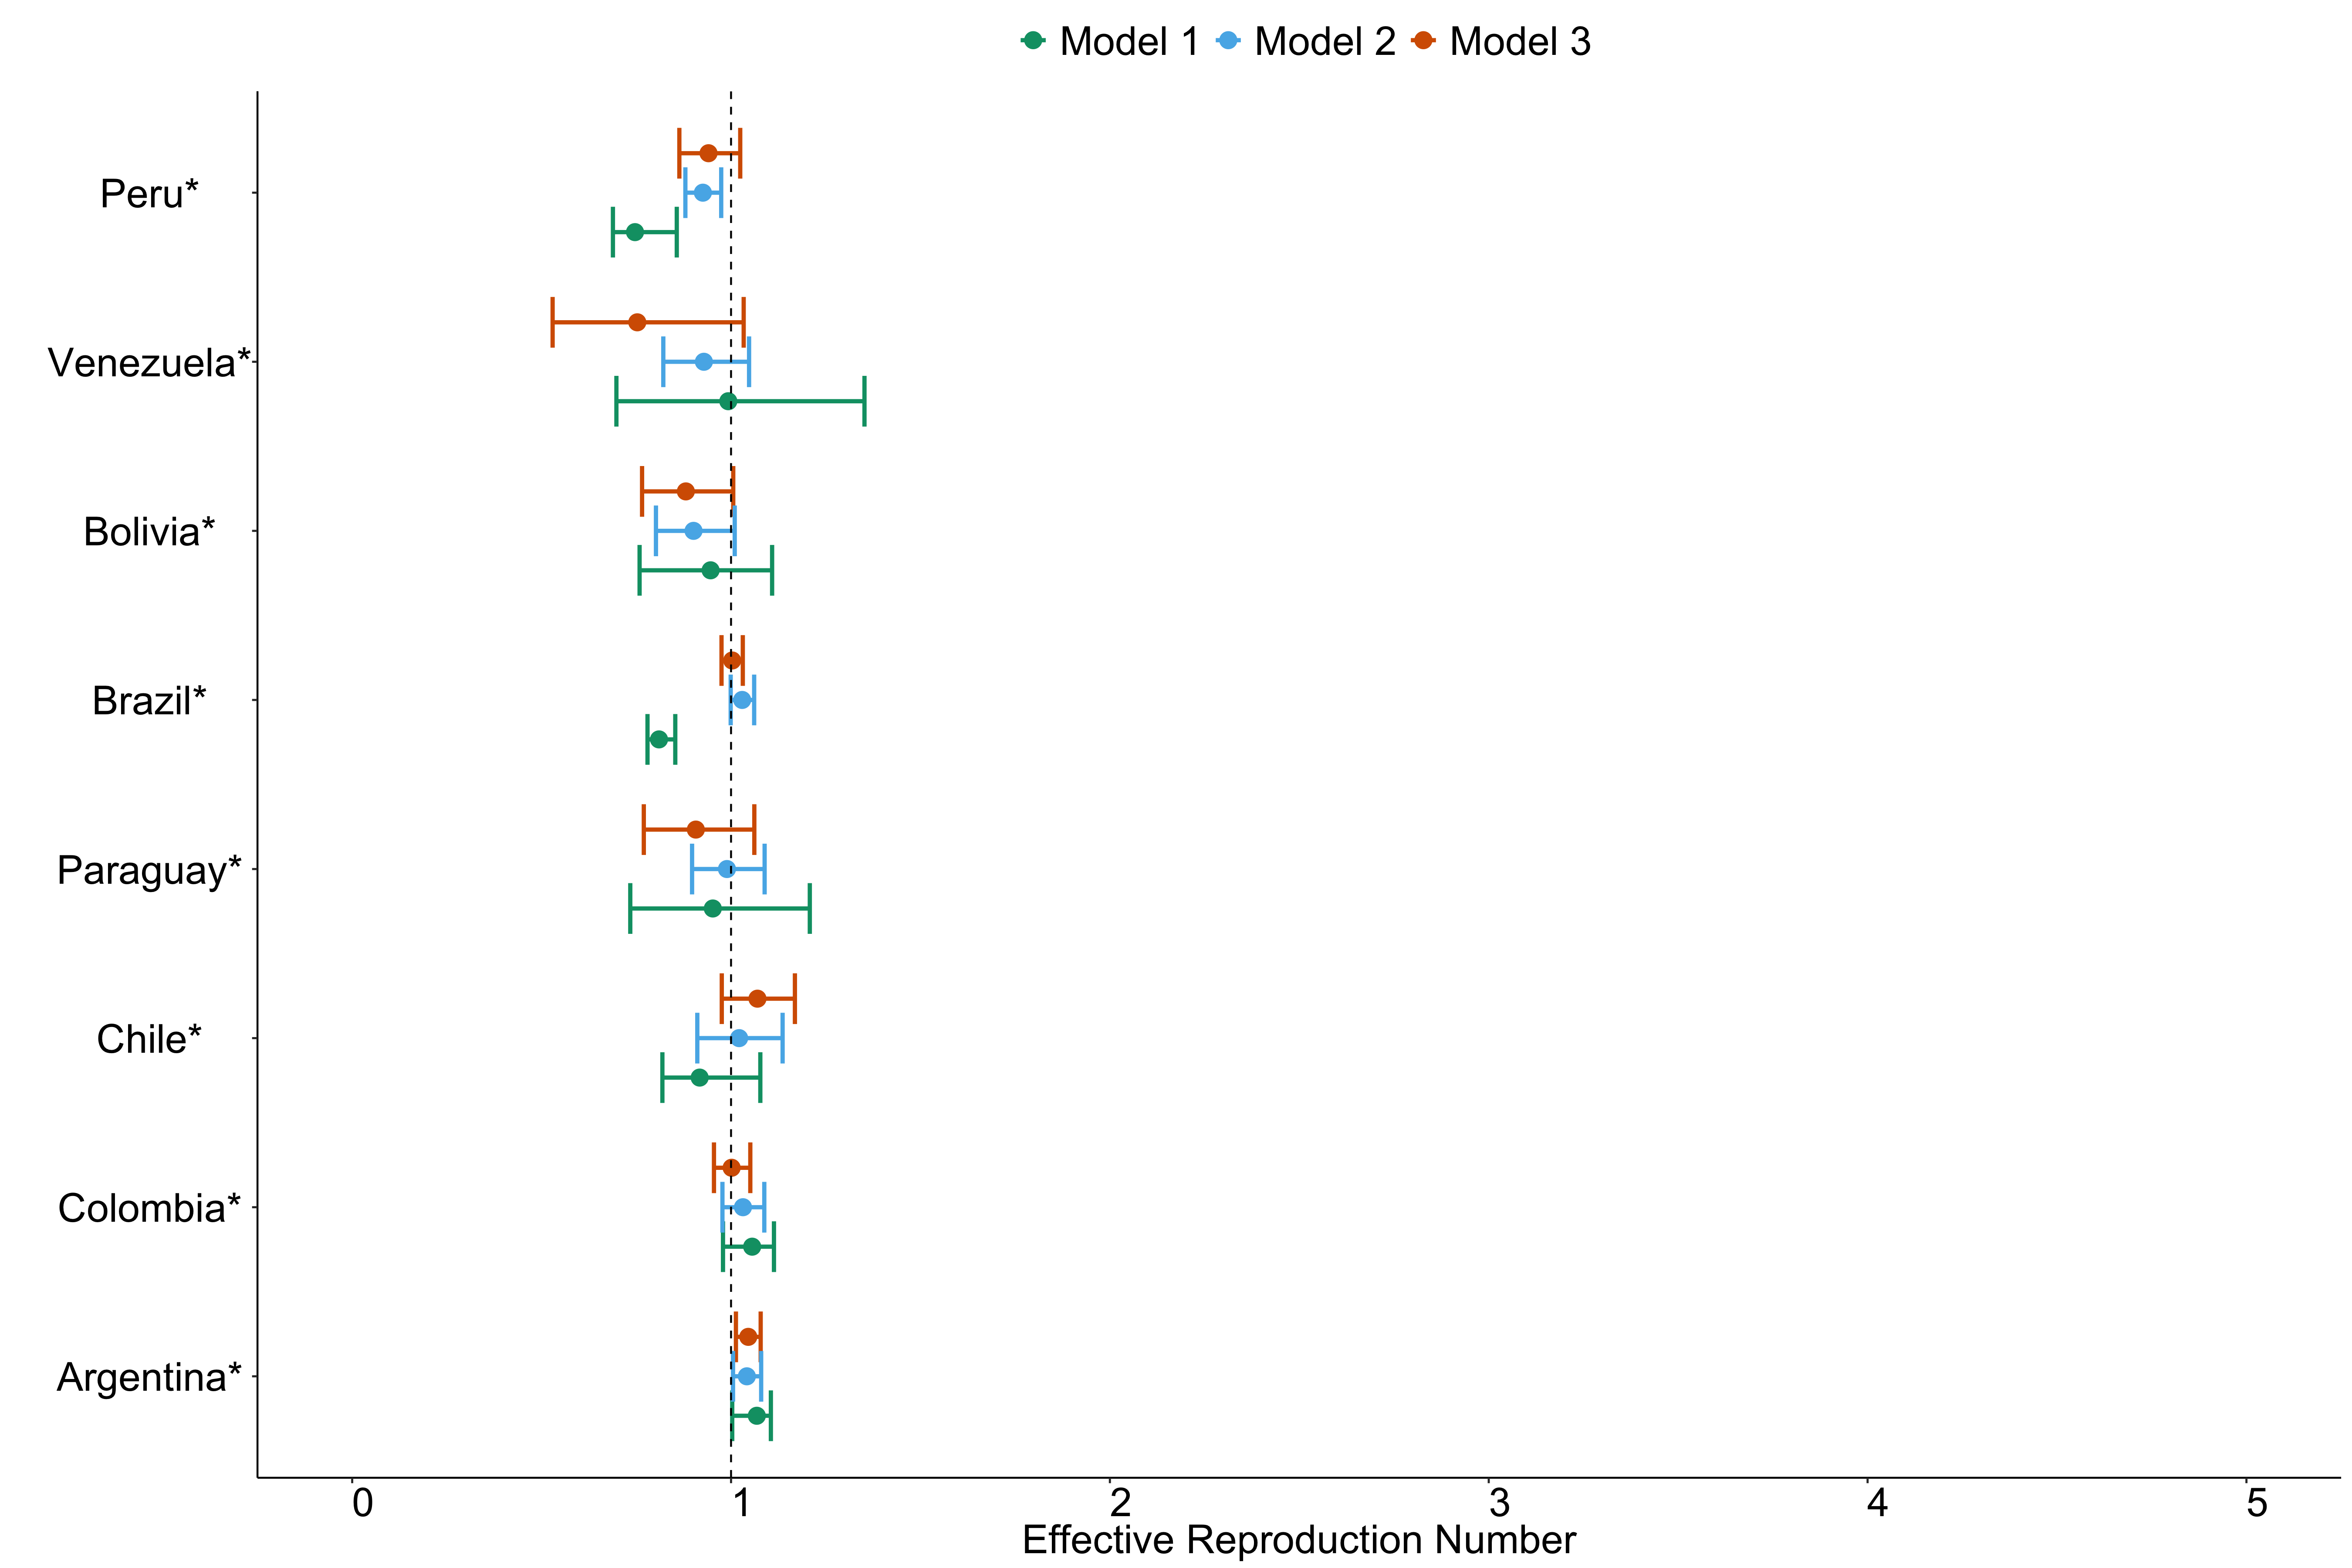 Model 1 Model 2 Model 3
Peru*
Venezuela*
Bolivia*
Brazil*
Paraguay*
Chile*
Colombia*
Argentina*
0 1 2 3 4 5
Effective Reproduction Number